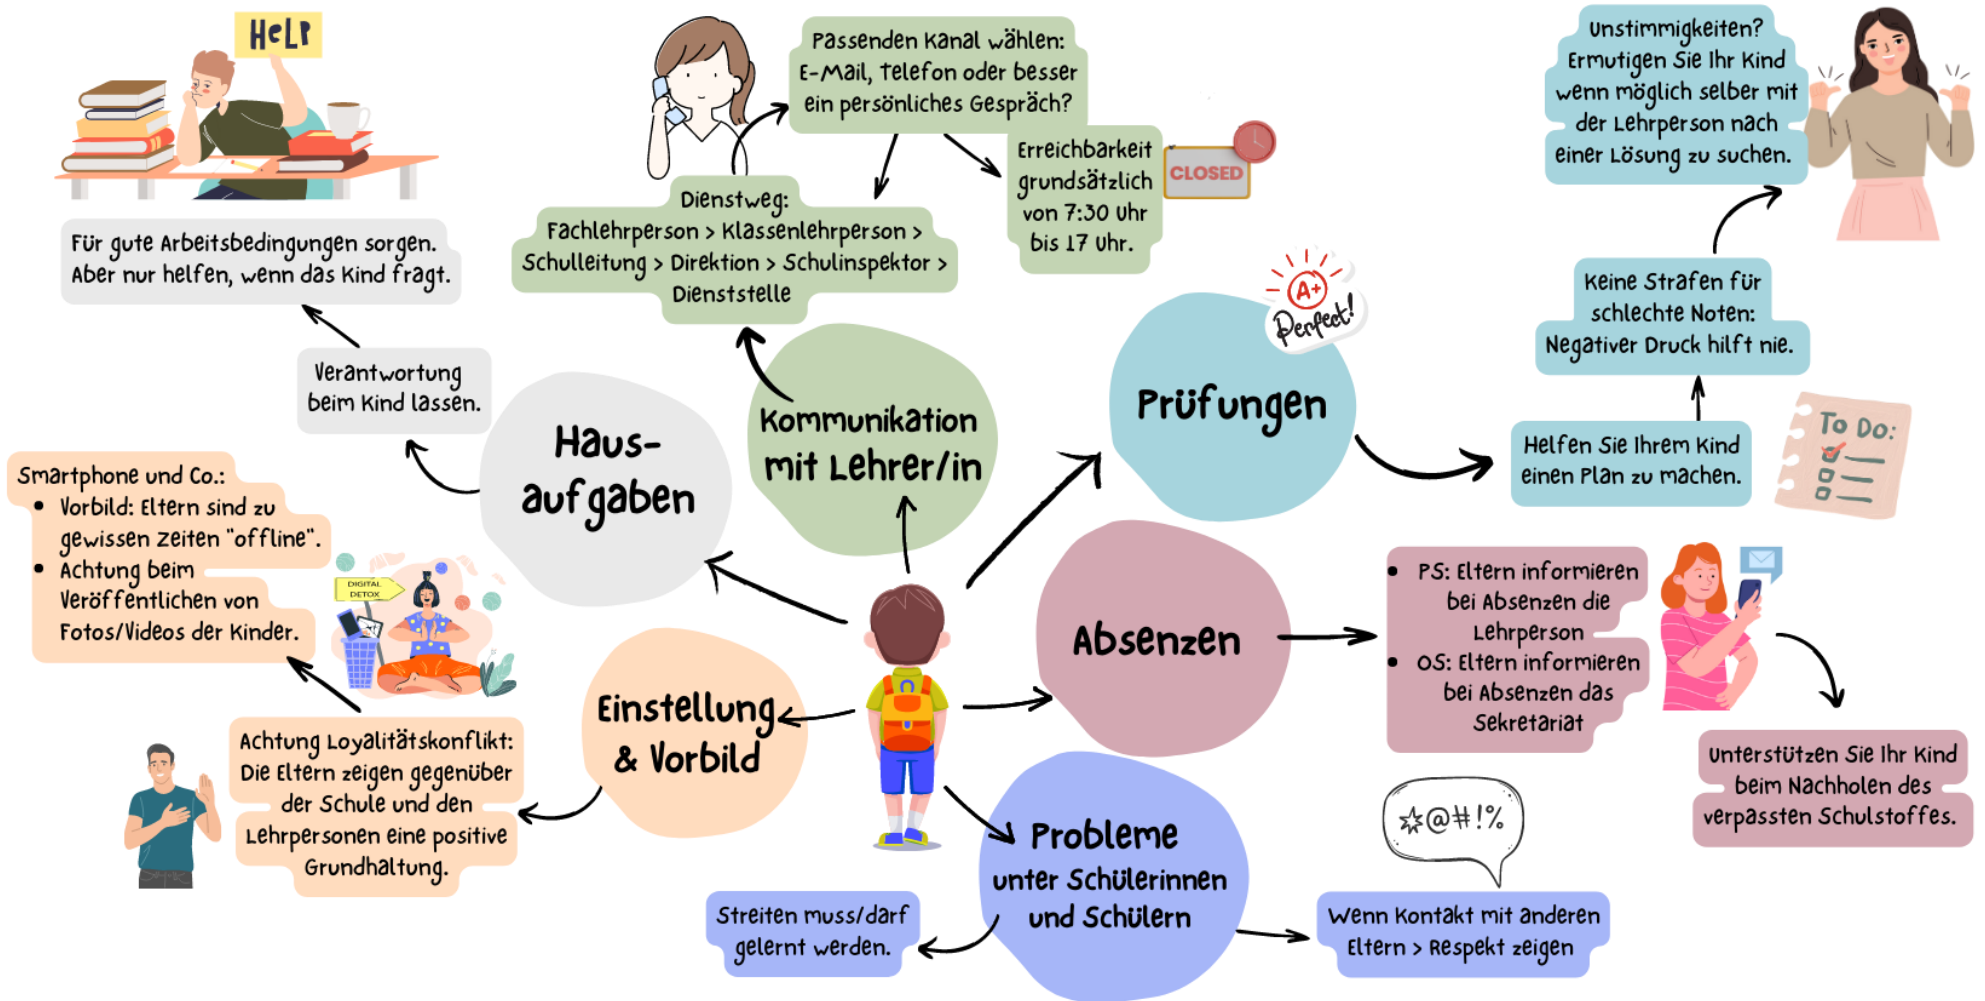 HELP
Für gute Arbeitsbedingungen sorgen.
Aber nur helfen, wenn das Kind fragt.
Verantwortung
beim Kind lassen.
Haus-
aufgaben
Passenden Kanal wählen:
E-Mail, Telefon oder besser
ein persönliches Gespräch?
Erreichbarkeit
grundsätzlich
von 7:30 Uhr
bis 17 Uhr.
CLOSED
Dienstweg:
Fachlehrperson > Klassenlehrperson >
Schulleitung > Direktion > Schulinspektor >
Dienststelle
Kommunikation
mit Lehrer/in
A+
Perfect!
Prüfungen
Unstimmigkeiten?
Ermutigen Sie Ihr Kind
wenn möglich selber mit
der Lehrperson nach
einer Lösung zu suchen.
Keine Strafen für
schlechte Noten:
Negativer Druck hilft nie.
Helfen Sie Ihrem Kind
einen Plan zu machen.
To Do:
Smartphone und Co.:
• Vorbild: Eltern sind zu
gewissen Zeiten "offline".
• Achtung beim
Veröffentlichen von
Fotos/Videos der Kinder.
DIGITAL
DETOX
Einstellung
& Vorbild
Achtung Loyalitätskonflikt:
Die Eltern zeigen gegenüber
der Schule und den
Lehrpersonen eine positive
Grundhaltung.
Absenzen
• PS: Eltern informieren
bei Absenzen die
Lehrperson
• OS: Eltern informieren
bei Absenzen das
Sekretariat
Unterstützen Sie Ihr Kind
beim Nachholen des
verpassten Schulstoffes.
Probleme
unter Schülerinnen
und Schülern
Streiten muss/darf
gelernt werden.
*@#!%
Wenn Kontakt mit anderen
Eltern > Respekt zeigen